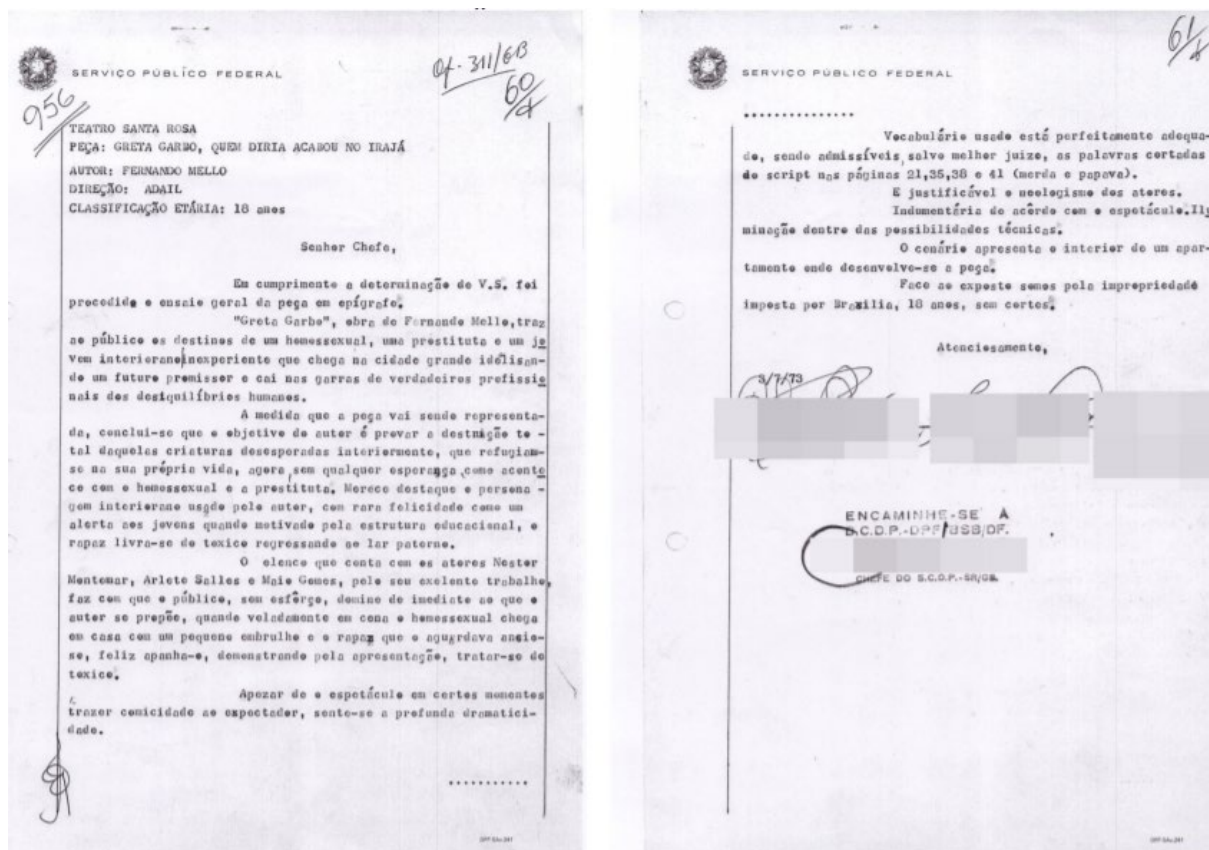 Of-311/GB
60
SERVIÇO PÚBLICO FEDERAL
956
TEATRO SANTA ROSA
PEÇA: GRETA GARBO, QUEM DIRIA ACABOU NO IRAJÁ
AUTOR: FERNANDO MELLO
DIREÇÃO: ADAIL
CLASSIFICAÇÃO ETÁRIA: 18 anos
Senhor Chefe,
Em cumprimento a determinação de V.S. foi
procedido o ensaio geral da peça em epígrafe.
"Greta Garbo", obra de Fernando Mello, traz
ao público os destinos de um homossexual, uma prostituta e um jo
vem interiorano inexperiente que chega na cidade grande idelisan-
do um futuro promissor e cai nas garras de verdadeiros profissio
nais dos desiquilíbrios humanos.
A medida que a peça vai sendo representa-
da, conclui-se que o objetivo do autor é provar a destruição to -
tal daquelas criaturas desesperadas interiormente, que refugiam-
se na sua própria vida, agora sem qualquer esperança, como aconte
ce com o homossexual e a prostituta. Merece destaque o persona -
gem interiorano usado pelo autor, com rara felicidade como um
alerta aos jovens quando motivado pela estrutura educacional, o
rapaz livra-se do toxico regressando ao lar paterno.
O elenco que conta com os atores Nestor
Montemar, Arlete Salles e Maio Gomes, pelo seu exelente trabalho,
faz com que o público, sem esfôrço, domine de imediato ao que o
autor se propõe, quando veladamente em cena o homossexual chega
em casa com um pequeno embrulho e o rapaz que o aguardava ansio-
so, feliz apanha-o, demonstrando pela apresentação, tratar-se de
toxico.
Apezar de o espetáculo em certos momentos
trazer comicidade ao expectador, sente-se a profunda dramatici-
dade.
...........
DPF
61
SERVIÇO PÚBLICO FEDERAL
..............
Vocabulário usado está perfeitamente adequa-
do, sendo admissíveis, salvo melhor juizo, as palavras cortadas
do script nas páginas 21,35,38 e 41 (merda e papava).
E justificável o neologismo dos atores.
Indumentária de acôrdo com o espetáculo. Ilu
minação dentro das possibilidades técnicas.
O cenário apresenta o interior de um apar-
tamento onde desenvolve-se a peça.
Face ao exposto somos pela impropriedade
imposta por Brasília, 18 anos, sem cortes.
Atenciosamente,
3/7/73
ENCAMINHE-SE À
D.C.D.P.-DPF/BSB/DF.
CHEFE DO S.C.D.P.-SR/GB.
DPF